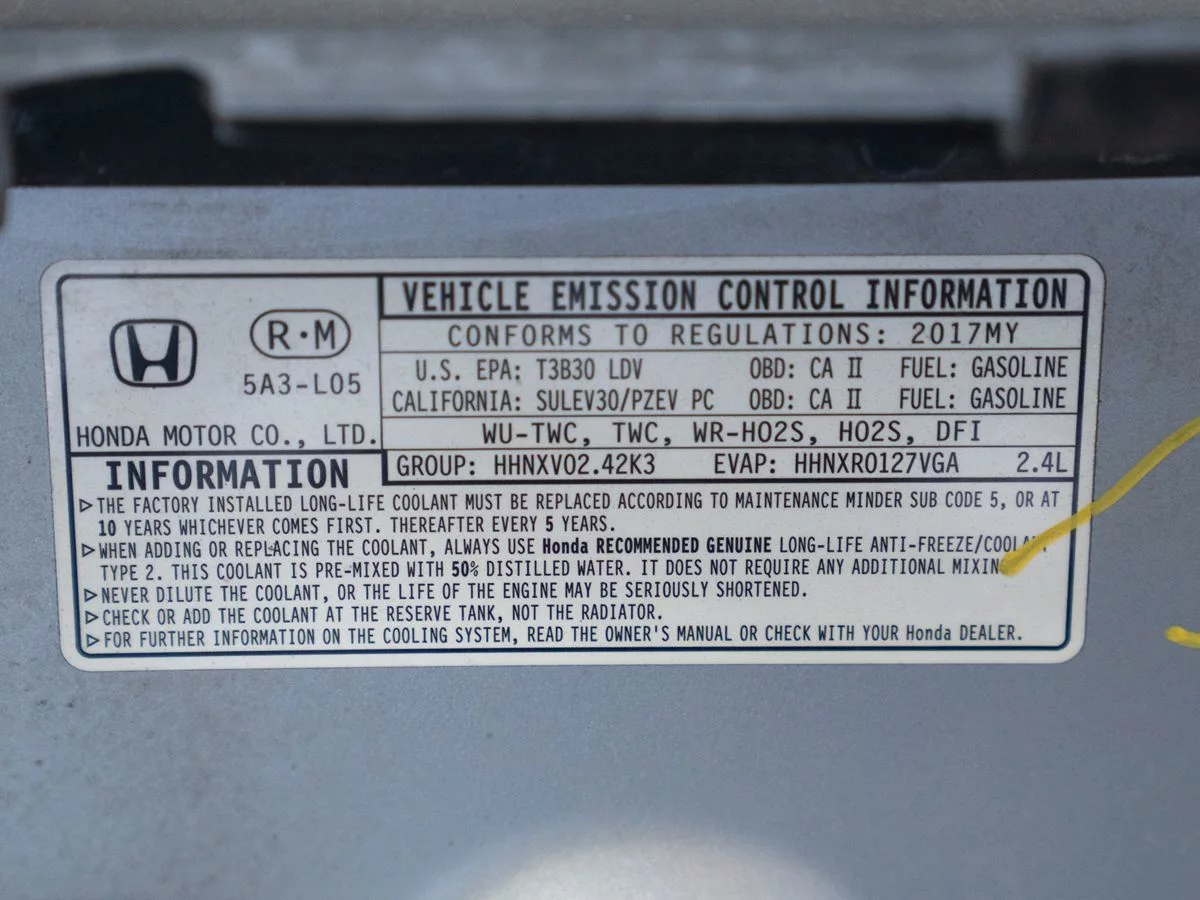 VEHICLE EMISSION CONTROL INFORMATION
R·M
5A3-L05
HONDA MOTOR CO., LTD.
CONFORMS TO REGULATIONS: 2017MY
U.S. EPA: T3B30 LDV OBD: CA II FUEL: GASOLINE
CALIFORNIA: SULEV30/PZEV PC OBD: CA II FUEL: GASOLINE
WU-TWC, TWC, WR-HO2S, HO2S, DFI
GROUP: HHNXV02.42K3 EVAP: HHNXR0127VGA 2.4L
INFORMATION
▷THE FACTORY INSTALLED LONG-LIFE COOLANT MUST BE REPLACED ACCORDING TO MAINTENANCE MINDER SUB CODE 5, OR AT
10 YEARS WHICHEVER COMES FIRST. THEREAFTER EVERY 5 YEARS.
▷WHEN ADDING OR REPLACING THE COOLANT, ALWAYS USE Honda RECOMMENDED GENUINE LONG-LIFE ANTI-FREEZE/COOLANT
TYPE 2. THIS COOLANT IS PRE-MIXED WITH 50% DISTILLED WATER. IT DOES NOT REQUIRE ANY ADDITIONAL MIXING
▷NEVER DILUTE THE COOLANT, OR THE LIFE OF THE ENGINE MAY BE SERIOUSLY SHORTENED.
▷CHECK OR ADD THE COOLANT AT THE RESERVE TANK, NOT THE RADIATOR.
▷FOR FURTHER INFORMATION ON THE COOLING SYSTEM, READ THE OWNER'S MANUAL OR CHECK WITH YOUR Honda DEALER.